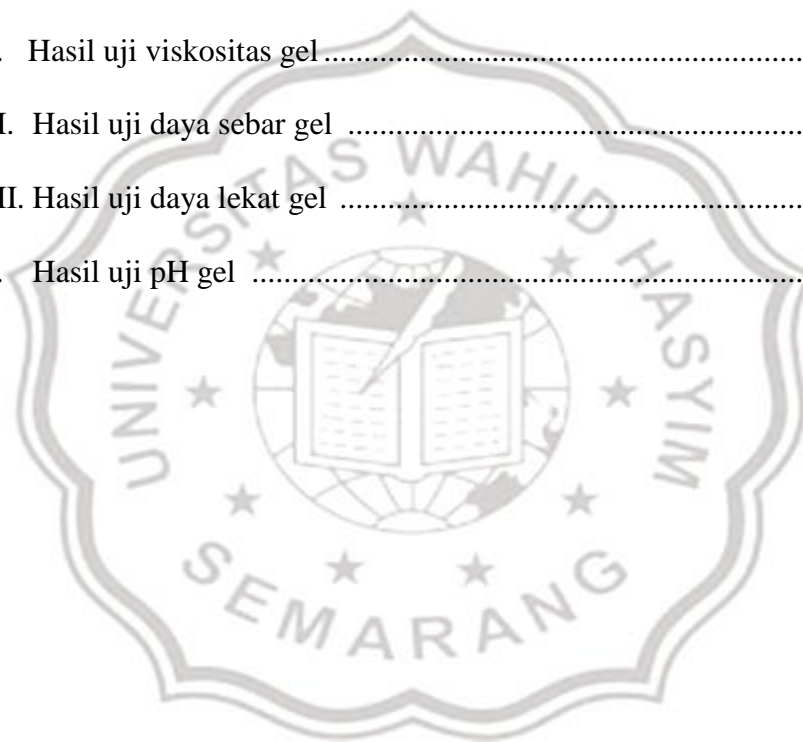 . Hasil uji viskositas gel ..........................................................
I. Hasil uji daya sebar gel .......................................................
II. Hasil uji daya lekat gel ........................................................
. Hasil uji pH gel ...................................................................
UNIVERSITAS WAHID HASYIM
SEMARANG